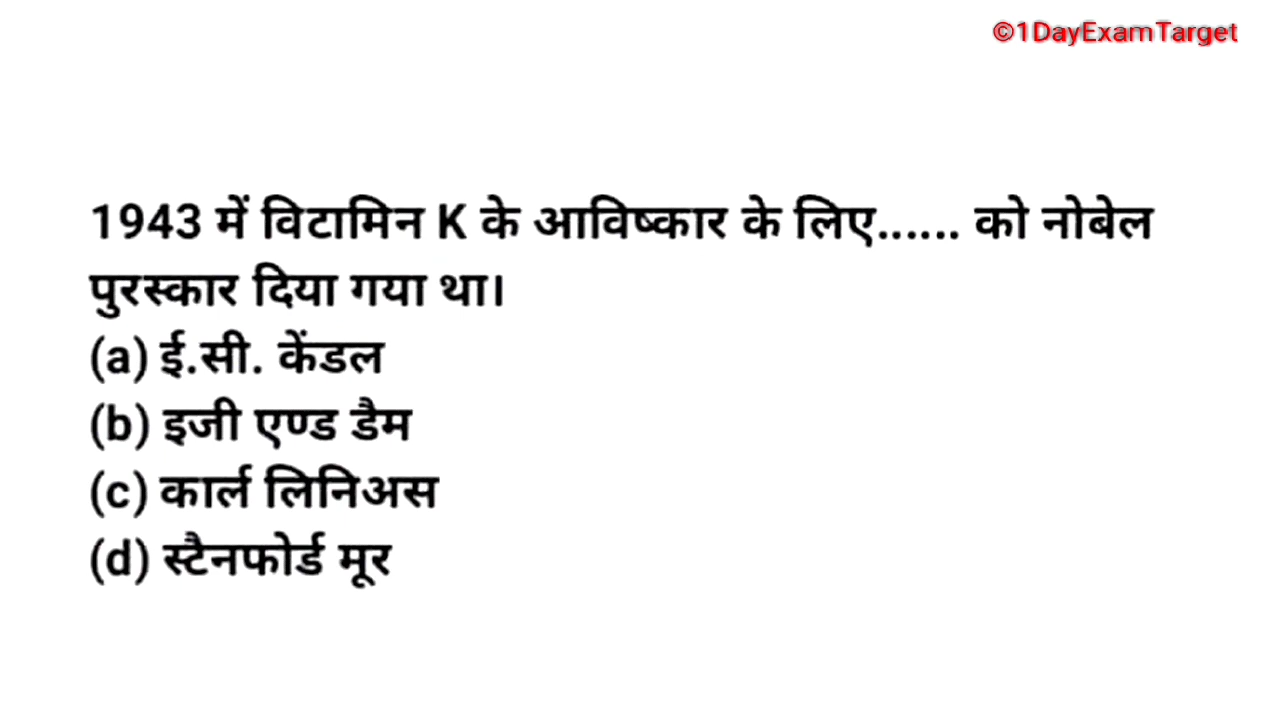 ©1DayExamTarget
1943 में विटामिन K के आविष्कार के लिए...... को नोबेल
पुरस्कार दिया गया था।
(a) ई.सी. केंडल
(b) इजी एण्ड डैम
(c) कार्ल लिनिअस
(d) स्टैनफोर्ड मूर